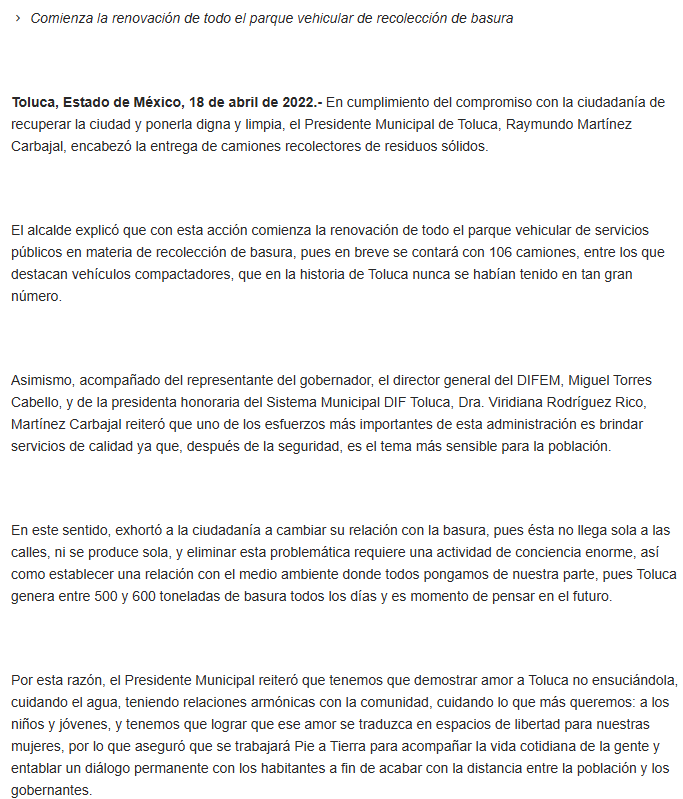 > Comienza la renovación de todo el parque vehicular de recolección de basura
Toluca, Estado de México, 18 de abril de 2022.- En cumplimiento del compromiso con la ciudadanía de
recuperar la ciudad y ponerla digna y limpia, el Presidente Municipal de Toluca, Raymundo Martínez
Carbajal, encabezó la entrega de camiones recolectores de residuos sólidos.
El alcalde explicó que con esta acción comienza la renovación de todo el parque vehicular de servicios
públicos en materia de recolección de basura, pues en breve se contará con 106 camiones, entre los que
destacan vehículos compactadores, que en la historia de Toluca nunca se habían tenido en tan gran
número.
Asimismo, acompañado del representante del gobernador, el director general del DIFEM, Miguel Torres
Cabello, y de la presidenta honoraria del Sistema Municipal DIF Toluca, Dra. Viridiana Rodríguez Rico,
Martínez Carbajal reiteró que uno de los esfuerzos más importantes de esta administración es brindar
servicios de calidad ya que, después de la seguridad, es el tema más sensible para la población.
En este sentido, exhortó a la ciudadanía a cambiar su relación con la basura, pues ésta no llega sola a las
calles, ni se produce sola, y eliminar esta problemática requiere una actividad de conciencia enorme, así
como establecer una relación con el medio ambiente donde todos pongamos de nuestra parte, pues Toluca
genera entre 500 y 600 toneladas de basura todos los días y es momento de pensar en el futuro.
Por esta razón, el Presidente Municipal reiteró que tenemos que demostrar amor a Toluca no ensuciándola,
cuidando el agua, teniendo relaciones armónicas con la comunidad, cuidando lo que más queremos: a los
niños y jóvenes, y tenemos que lograr que ese amor se traduzca en espacios de libertad para nuestras
mujeres, por lo que aseguró que se trabajará Pie a Tierra para acompañar la vida cotidiana de la gente y
entablar un diálogo permanente con los habitantes a fin de acabar con la distancia entre la población y los
gobernantes.